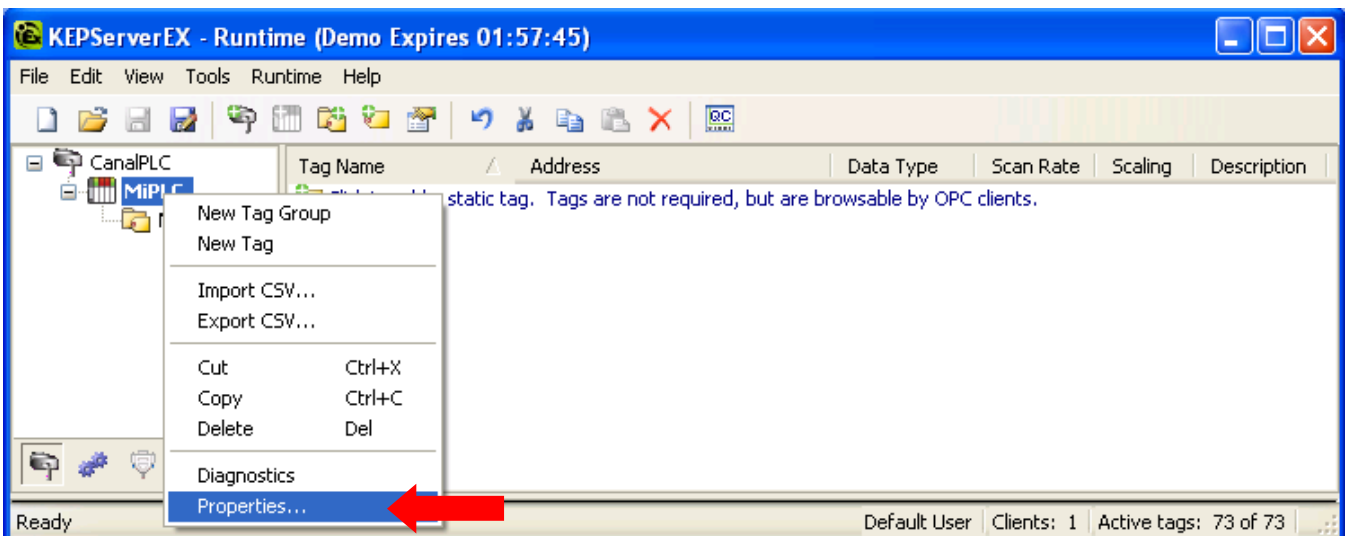 KEPServerEX - Runtime (Demo Expires 01:57:45)
File Edit View Tools Runtime Help
QC
CanalPLC
Tag Name Address Data Type Scan Rate Scaling Description
MiPLC
static tag. Tags are not required, but are browsable by OPC clients.
New Tag Group
New Tag
Import CSV...
Export CSV...
Cut Ctrl+X
Copy Ctrl+C
Delete Del
Diagnostics
Properties...
Ready Default User Clients: 1 Active tags: 73 of 73